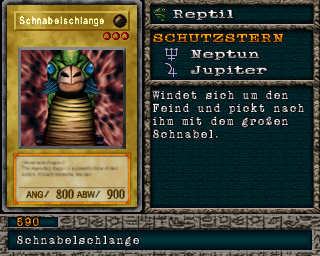 Schnabelschlange
ANG/ 800 ABW/ 900
Reptil
SCHUTZSTERN
Neptun
Jupiter
Windet sich um den
Feind und pickt nach
ihm mit dem großen
Schnabel.
590
Schnabelschlange